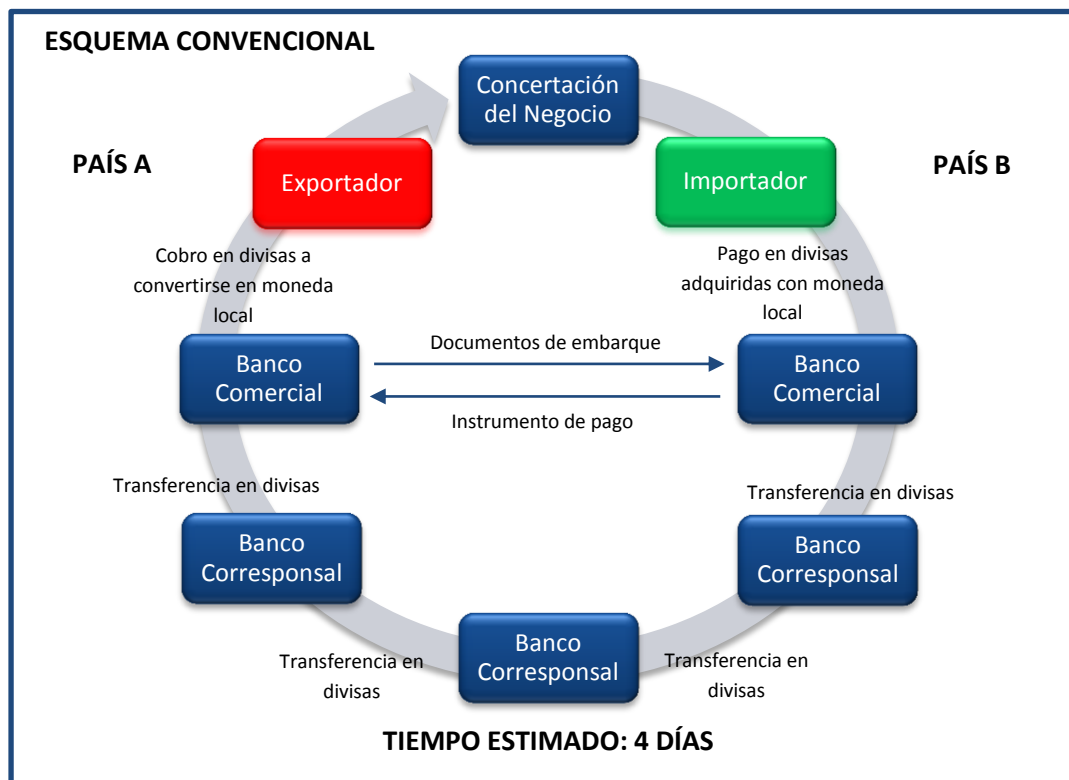 ESQUEMA CONVENCIONAL
Concertación
del Negocio
PAÍS A
PAÍS B
Exportador
Importador
Cobro en divisas a
convertirse en moneda
local
Pago en divisas
adquiridas con moneda
local
Banco
Comercial
Documentos de embarque
Instrumento de pago
Banco
Comercial
Transferencia en divisas
Transferencia en divisas
Banco
Corresponsal
Banco
Corresponsal
Transferencia en
divisas
Banco
Corresponsal
Transferencia en
divisas
TIEMPO ESTIMADO: 4 DÍAS